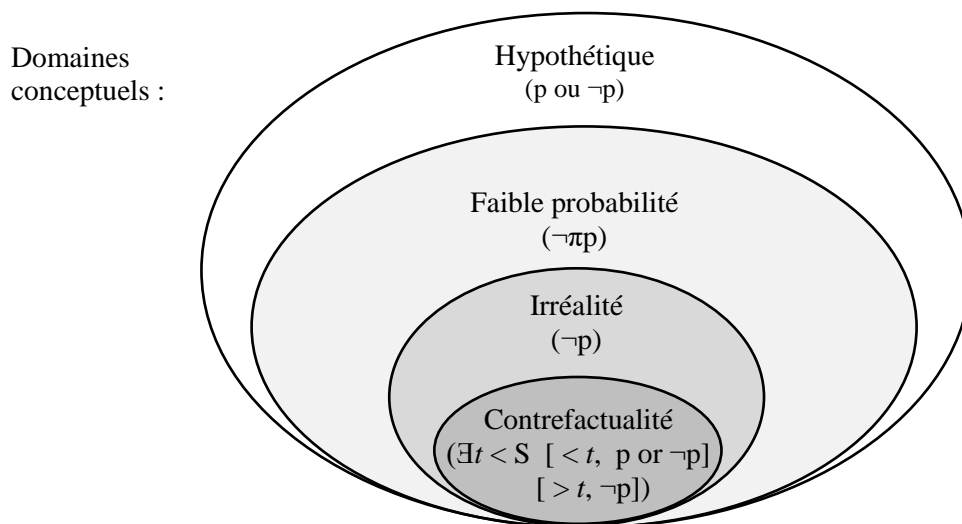 Domaines
conceptuels :
Hypothétique
(p ou ¬p)
Faible probabilité
(¬πp)
Irréalité
(¬p)
Contrefactualité
(∃t < S [ < t, p or ¬p]
[ > t, ¬p])